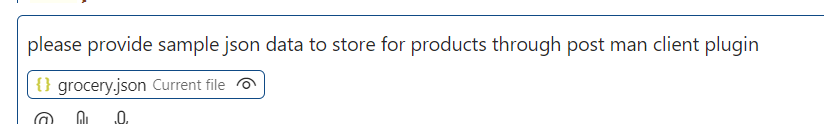 please provide sample json data to store for products through post man client plugin
{} grocery.json Current file
@